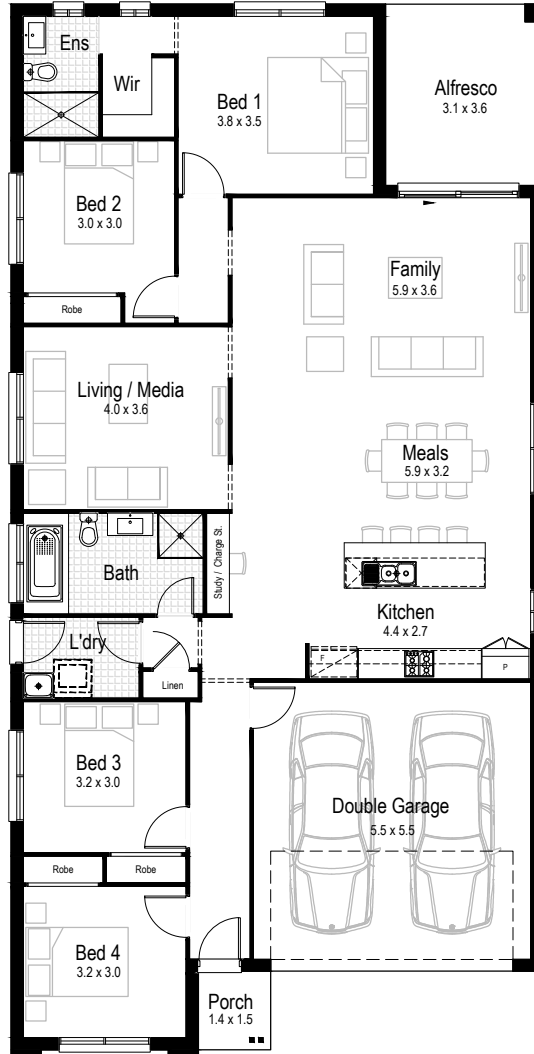 Ens
Wir
Bed 1
3.8 x 3.5
Alfresco
3.1 x 3.6
Bed 2
3.0 x 3.0
Robe
Family
5.9 x 3.6
Living / Media
4.0 x 3.6
Meals
5.9 x 3.2
Bath
Study / Charge St.
Kitchen
4.4 x 2.7
F
P
L'dry
Linen
Bed 3
3.2 x 3.0
Robe
Robe
Double Garage
5.5 x 5.5
Bed 4
3.2 x 3.0
Porch
1.4 x 1.5